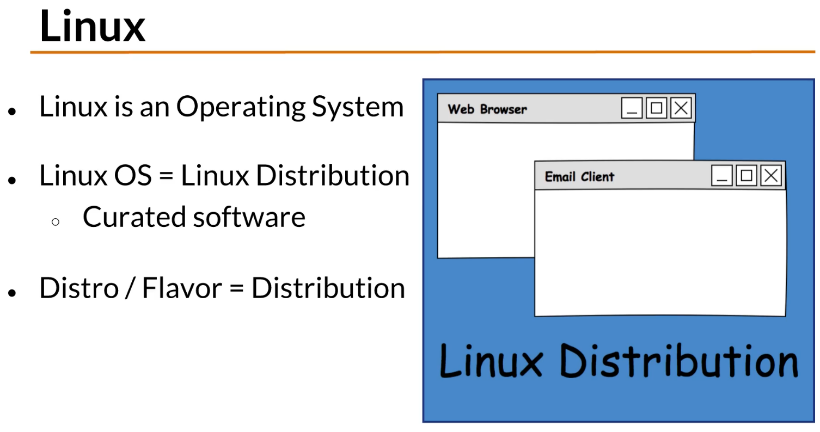 Linux
• Linux is an Operating System
• Linux OS = Linux Distribution
○ Curated software
• Distro / Flavor = Distribution
Web Browser
Email Client
Linux Distribution